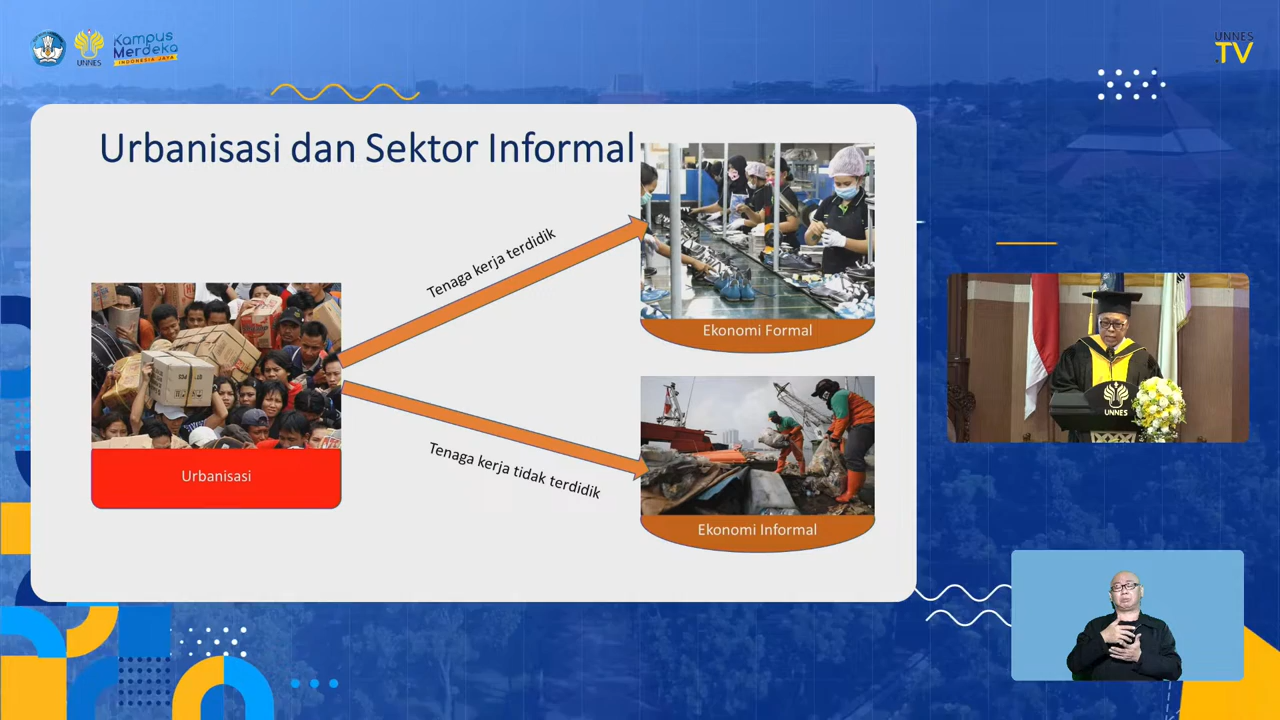 UNNES
Kampus
Merdeka
INDONESIA JAYA
UNNES
TV
Urbanisasi dan Sektor Informal
Tenaga kerja terdidik
Ekonomi Formal
Urbanisasi
Tenaga kerja tidak terdidik
Ekonomi Informal
UNNES